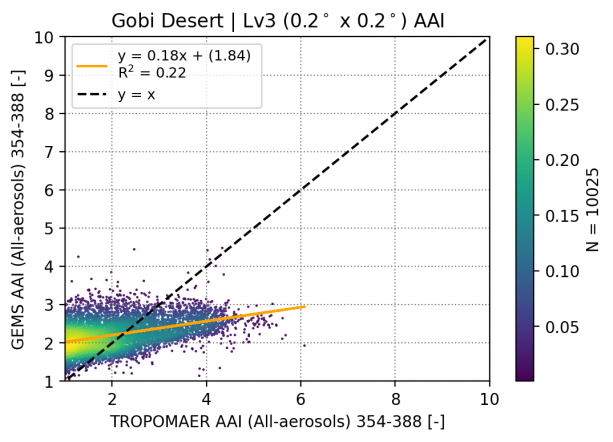 Gobi Desert | Lv3 (0.2° x 0.2°) AAI
y = 0.18x + (1.84)
R² = 0.22
y = x
10
9
8
7
6
5
4
3
2
1
GEMS AAI (All-aerosols) 354-388 [-]
2 4 6 8 10
TROPOMAER AAI (All-aerosols) 354-388 [-]
0.30
0.25
0.20
0.15
0.10
0.05
N = 10025